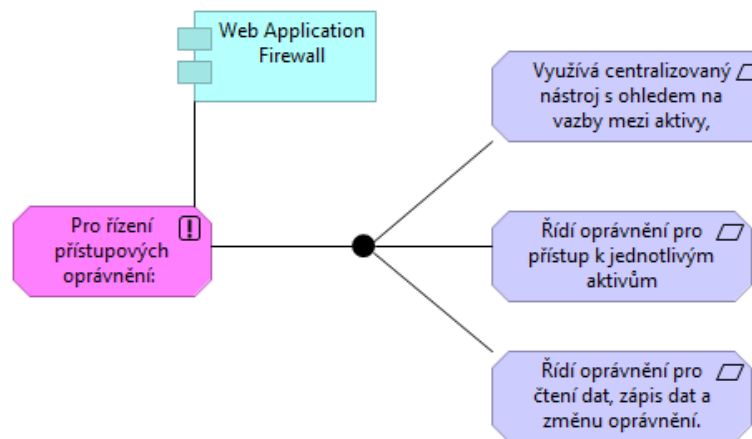 Web Application
Firewall
Využívá centralizovaný
nástroj s ohledem na
vazby mezi aktivy,
Pro řízení
přístupových
oprávnění:
Řídí oprávnění pro
přístup k jednotlivým
aktivům
Řídí oprávnění pro
čtení dat, zápis dat a
změnu oprávnění.